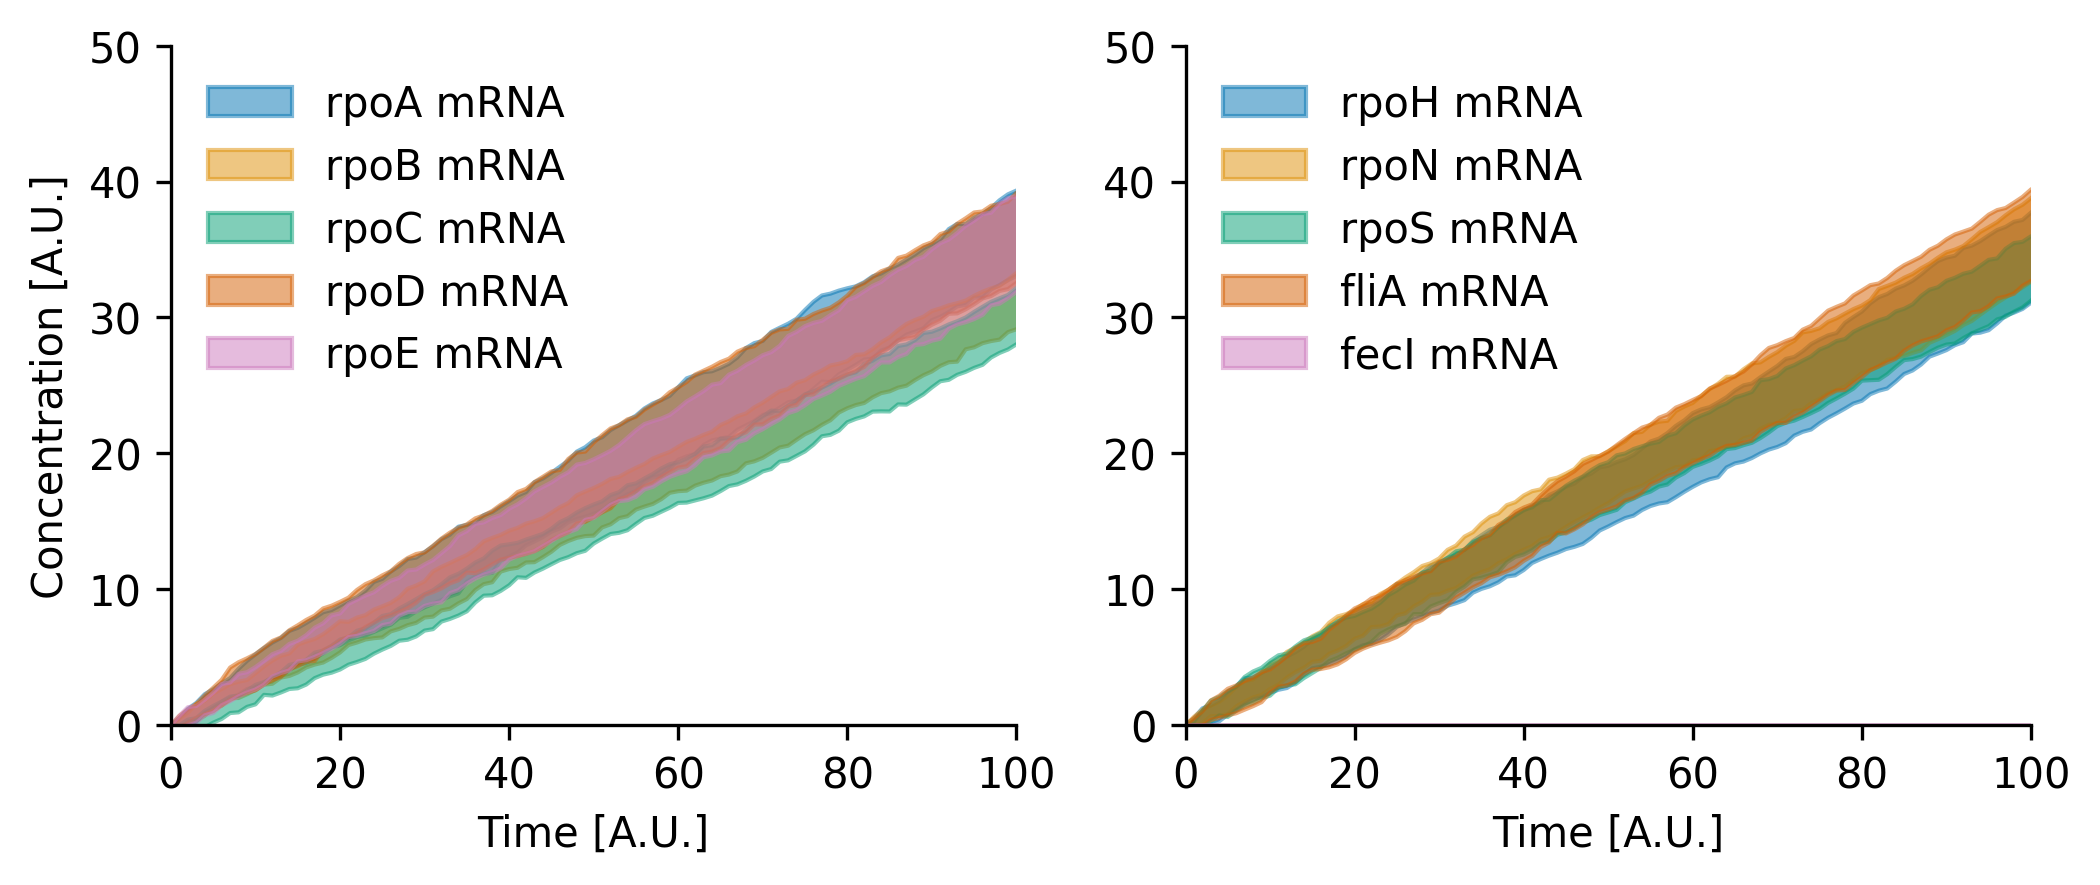 Concentration [A.U.]
50
40
30
20
10
0
rpoA mRNA
rpoB mRNA
rpoC mRNA
rpoD mRNA
rpoE mRNA
0 20 40 60 80 100
Time [A.U.]
50
40
30
20
10
0
rpoH mRNA
rpoN mRNA
rpoS mRNA
fliA mRNA
fecI mRNA
0 20 40 60 80 100
Time [A.U.]